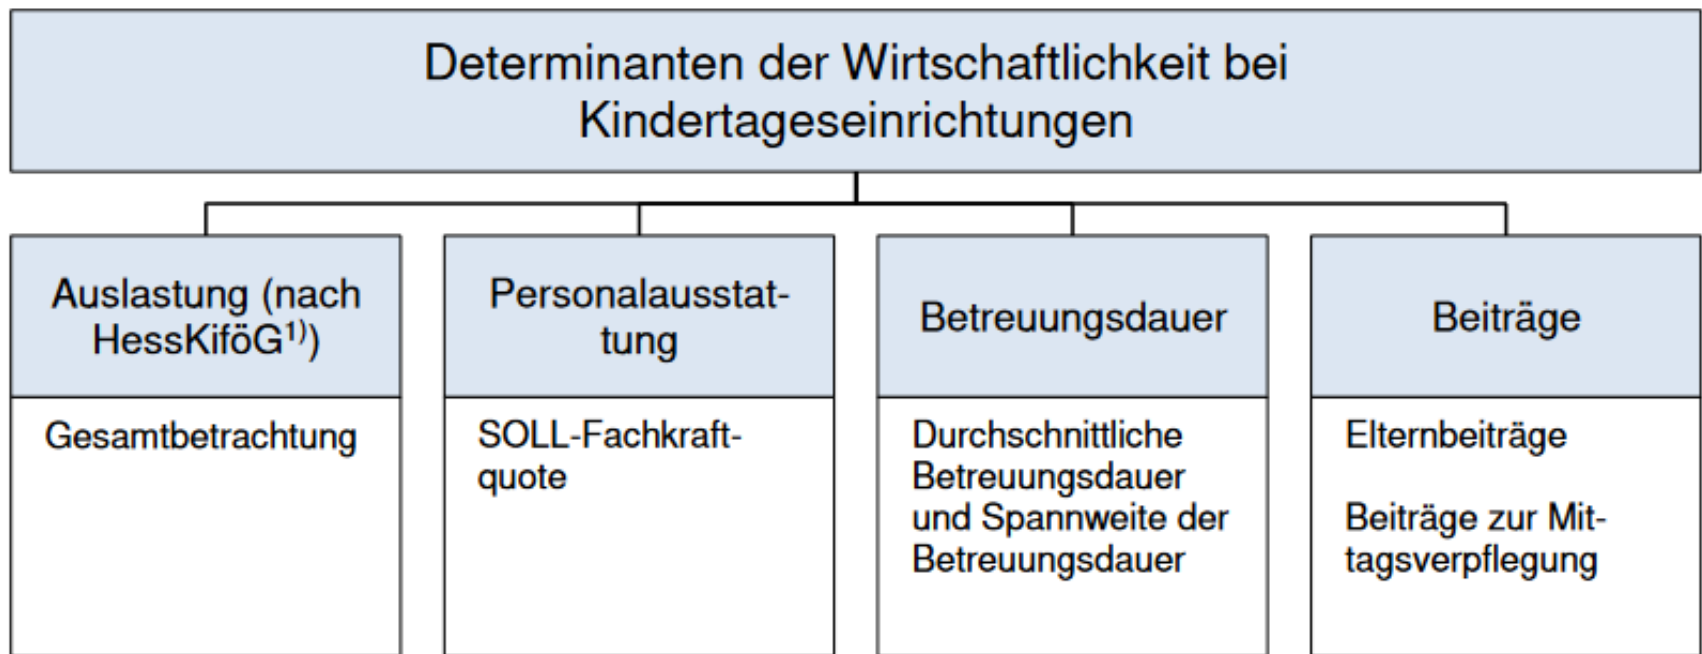 Determinanten der Wirtschaftlichkeit bei
Kindertageseinrichtungen
Auslastung (nach
HessKiföG¹⁾)
Gesamtbetrachtung
Personalausstat-
tung
SOLL-Fachkraft-
quote
Betreuungsdauer
Durchschnittliche
Betreuungsdauer
und Spannweite der
Betreuungsdauer
Beiträge
Elternbeiträge
Beiträge zur Mit-
tagsverpflegung